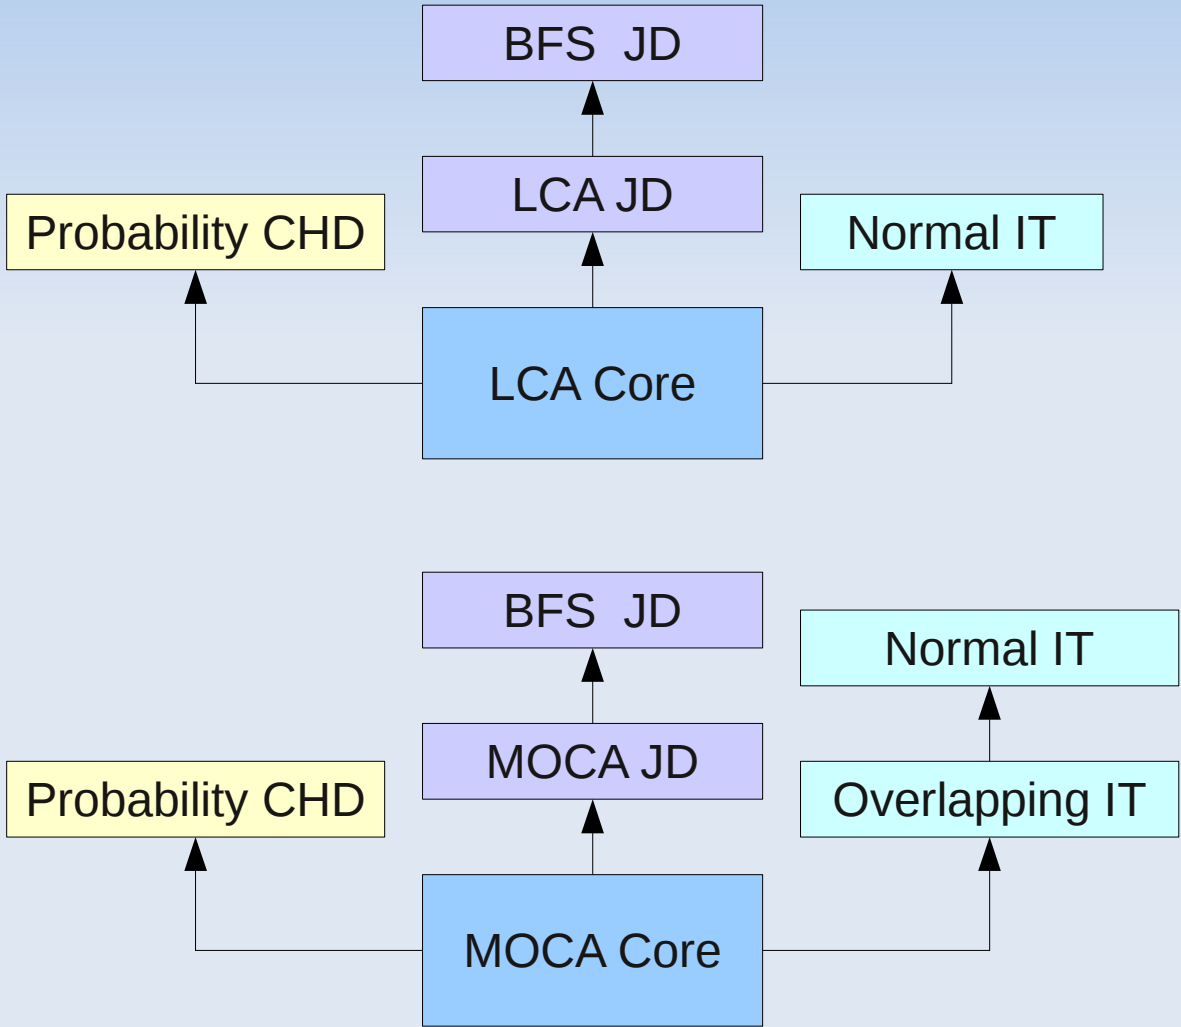 BFS  JD
LCA JD
Probability CHD
Normal IT
LCA Core
BFS  JD
Normal IT
MOCA JD
Probability CHD
Overlapping IT
MOCA Core